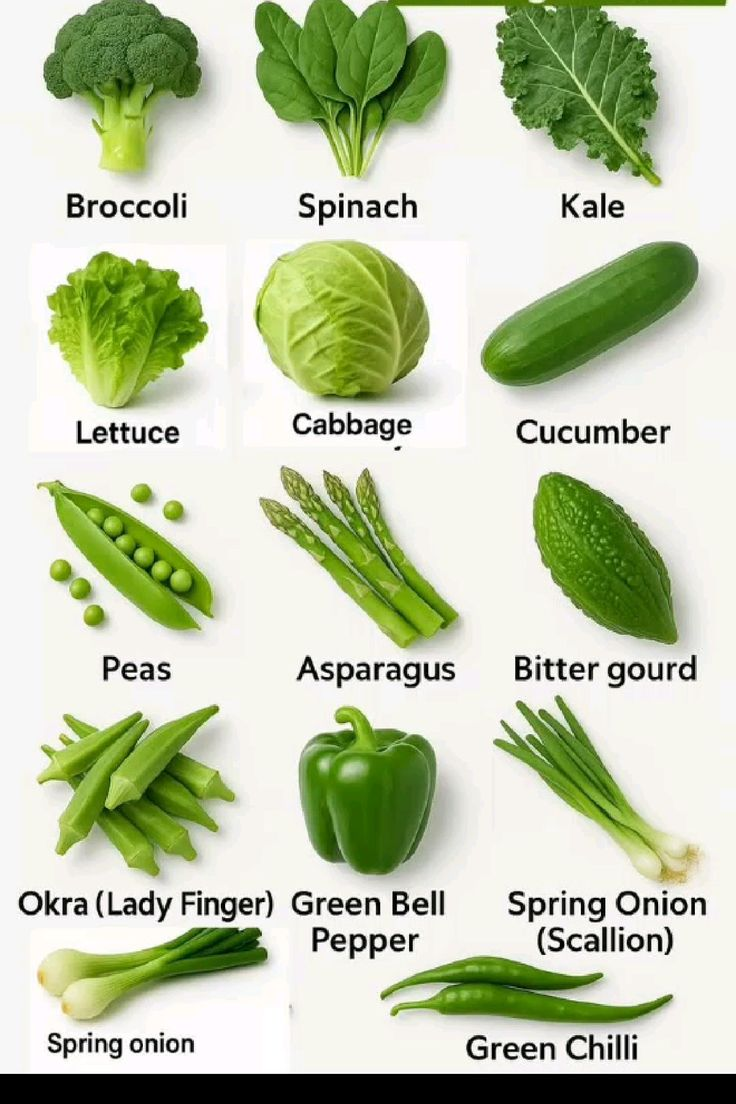 Broccoli
Spinach
Kale
Lettuce
Cabbage
Cucumber
Peas
Asparagus
Bitter gourd
Okra (Lady Finger)
Green Bell
Pepper
Spring Onion
(Scallion)
Spring onion
Green Chilli